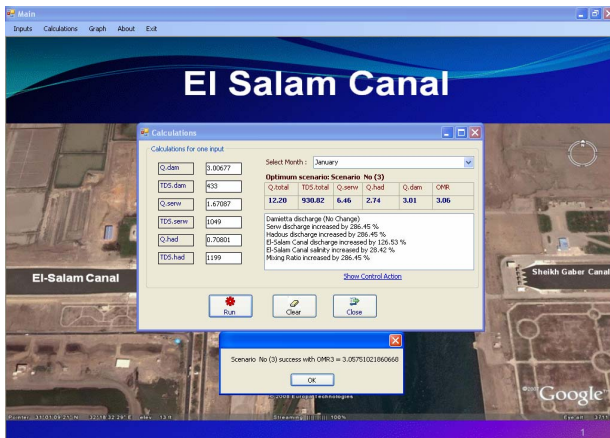 Main
Inputs Calculations Graph About Exit
El Salam Canal
Calculations
Calculations for one input
Q.dam 3.00677
TDS.dam 433
Q.serw 1.67087
TDS.serw 1049
Q.had 0.70801
TDS.had 1199
Select Month : January
Optimum scenario: Scenario No (3)
Q.total TDS.total Q.serw Q.had Q.dam OMR
12.20 930.82 6.46 2.74 3.01 3.06
Damietta discharge (No Change)
Serw discharge increased by 286.45 %
Hadous discharge increased by 286.45 %
El-Salam Canal discharge increased by 126.53 %
El-Salam Canal salinity increased by 28.42 %
Mixing Ratio increased by 286.45 %
Show Control Action
Run Clear Close
El-Salam Canal
Sheikh Gaber Canal
Scenario No (3) success with OMR3 = 3.05751021860668
OK
© 2008 Europa Technologies
Google
Streaming 100%
1